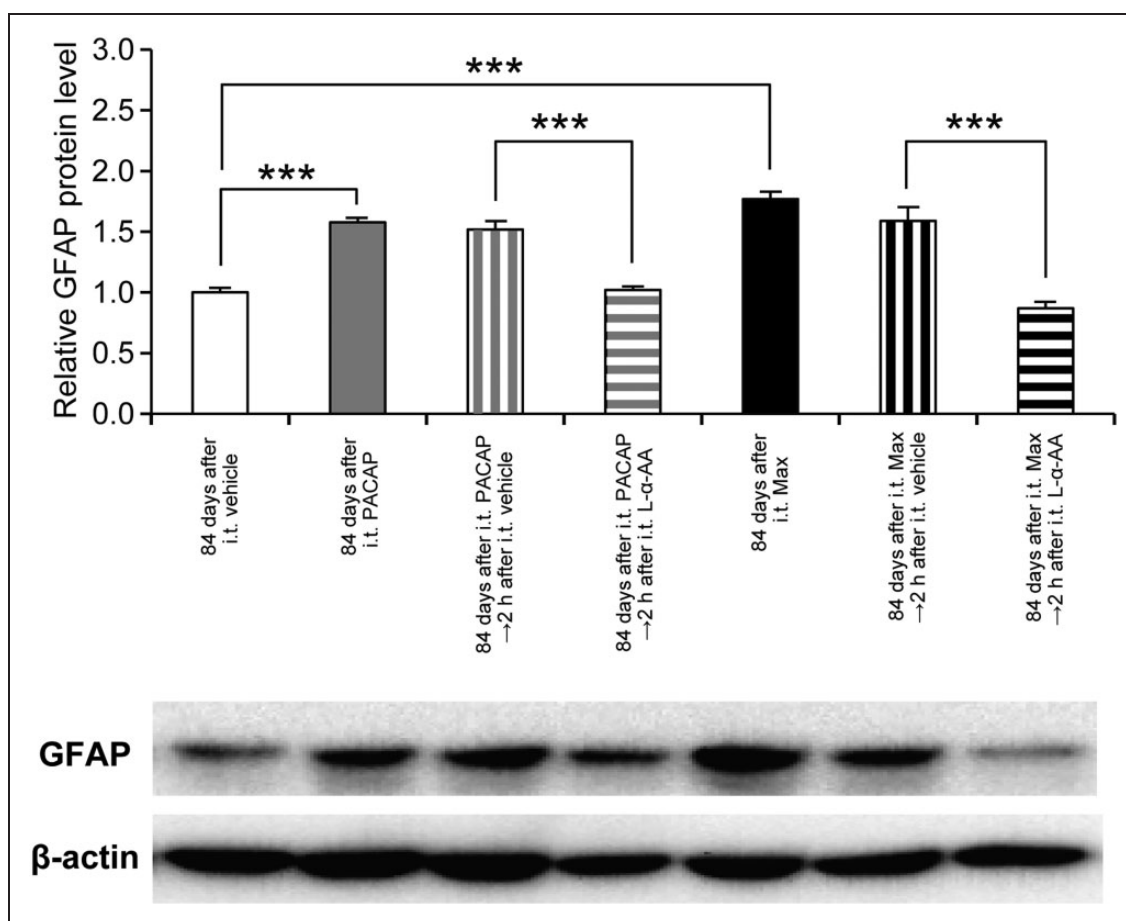 3.0
2.5
2.0
1.5
1.0
0.5
0.0
Relative GFAP protein level
***
***
***
***
84 days after
i.t. vehicle
84 days after
i.t. PACAP
84 days after i.t. PACAP
→2 h after i.t. vehicle
84 days after i.t. PACAP
→2 h after i.t. L-α-AA
84 days after
i.t. Max
84 days after i.t. Max
→2 h after i.t. vehicle
84 days after i.t. Max
→2 h after i.t. L-α-AA
GFAP
β-actin